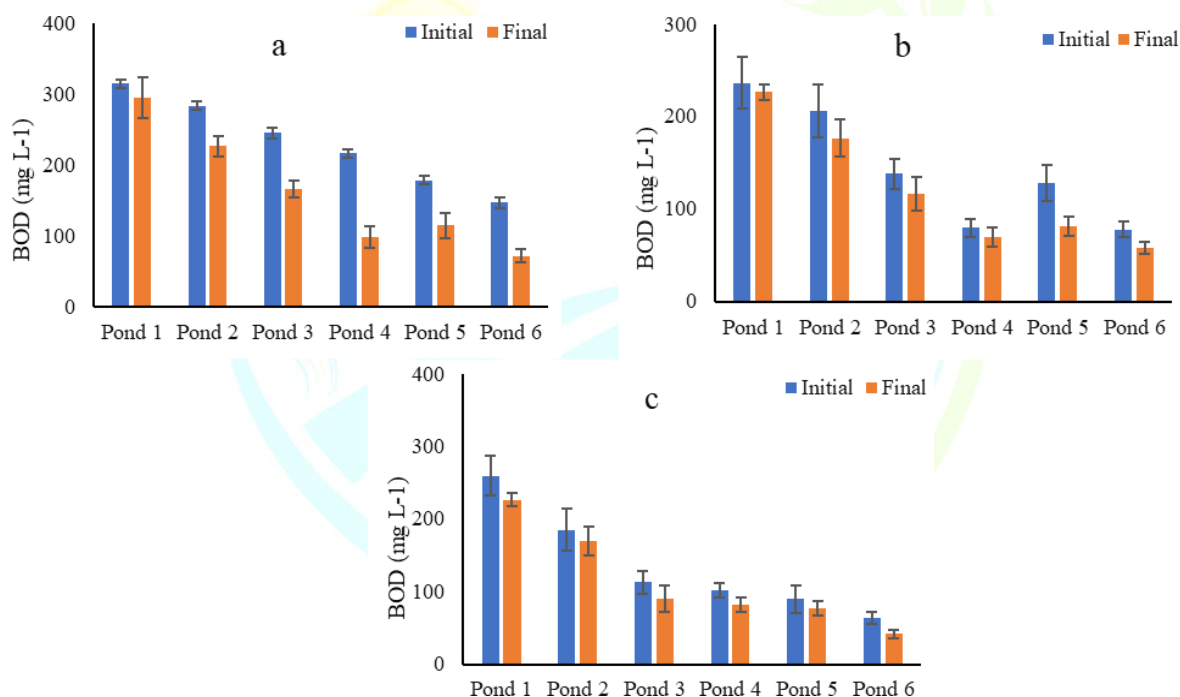 a
Initial Final
BOD (mg L-1)
400
300
200
100
0
Pond 1 Pond 2 Pond 3 Pond 4 Pond 5 Pond 6
b
Initial Final
BOD (mg L-1)
300
200
100
0
Pond 1 Pond 2 Pond 3 Pond 4 Pond 5 Pond 6
c
Initial Final
BOD (mg L-1)
400
300
200
100
0
Pond 1 Pond 2 Pond 3 Pond 4 Pond 5 Pond 6